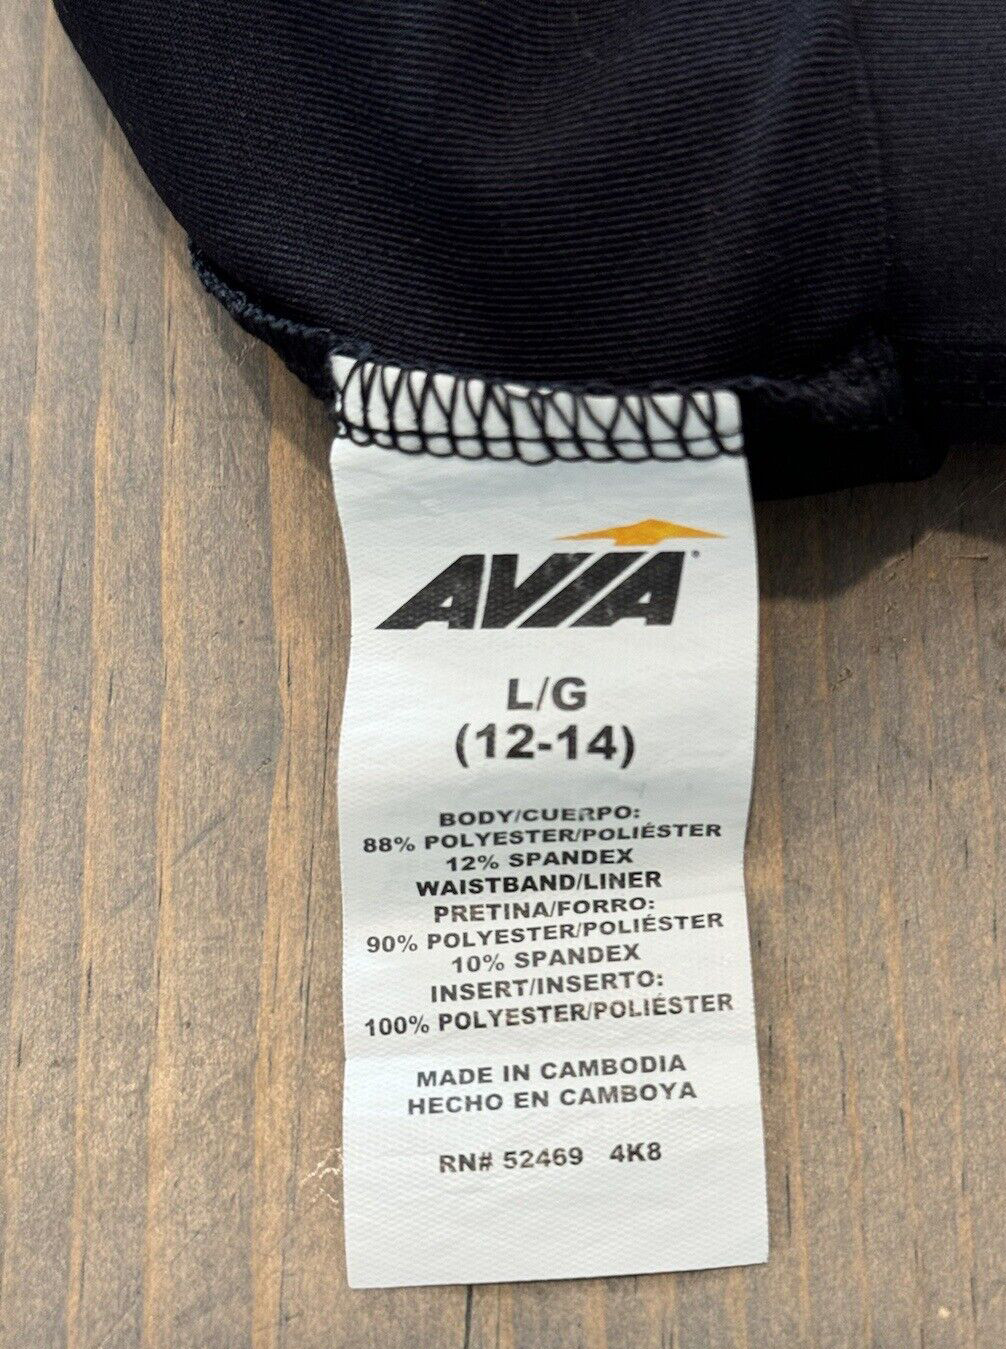 AVIA®
L/G
(12-14)
BODY/CUERPO:
88% POLYESTER/POLIÉSTER
12% SPANDEX
WAISTBAND/LINER
PRETINA/FORRO:
90% POLYESTER/POLIÉSTER
10% SPANDEX
INSERT/INSERTO:
100% POLYESTER/POLIÉSTER
MADE IN CAMBODIA
HECHO EN CAMBOYA
RN# 52469 4K8